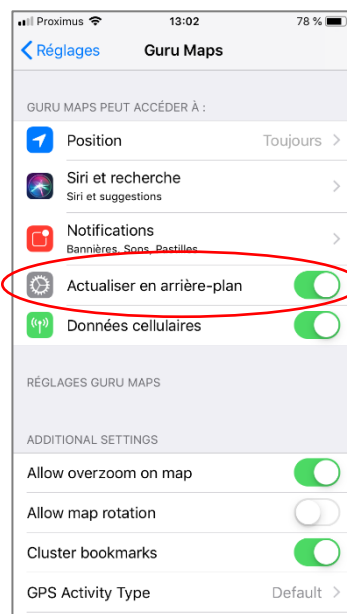 Proximus 13:02 78 %
Réglages Guru Maps
GURU MAPS PEUT ACCÉDER À :
Position Toujours
Siri et recherche
Siri et suggestions
Notifications
Bannières, Sons, Pastilles
Actualiser en arrière-plan
Données cellulaires
RÉGLAGES GURU MAPS
ADDITIONAL SETTINGS
Allow overzoom on map
Allow map rotation
Cluster bookmarks
GPS Activity Type Default